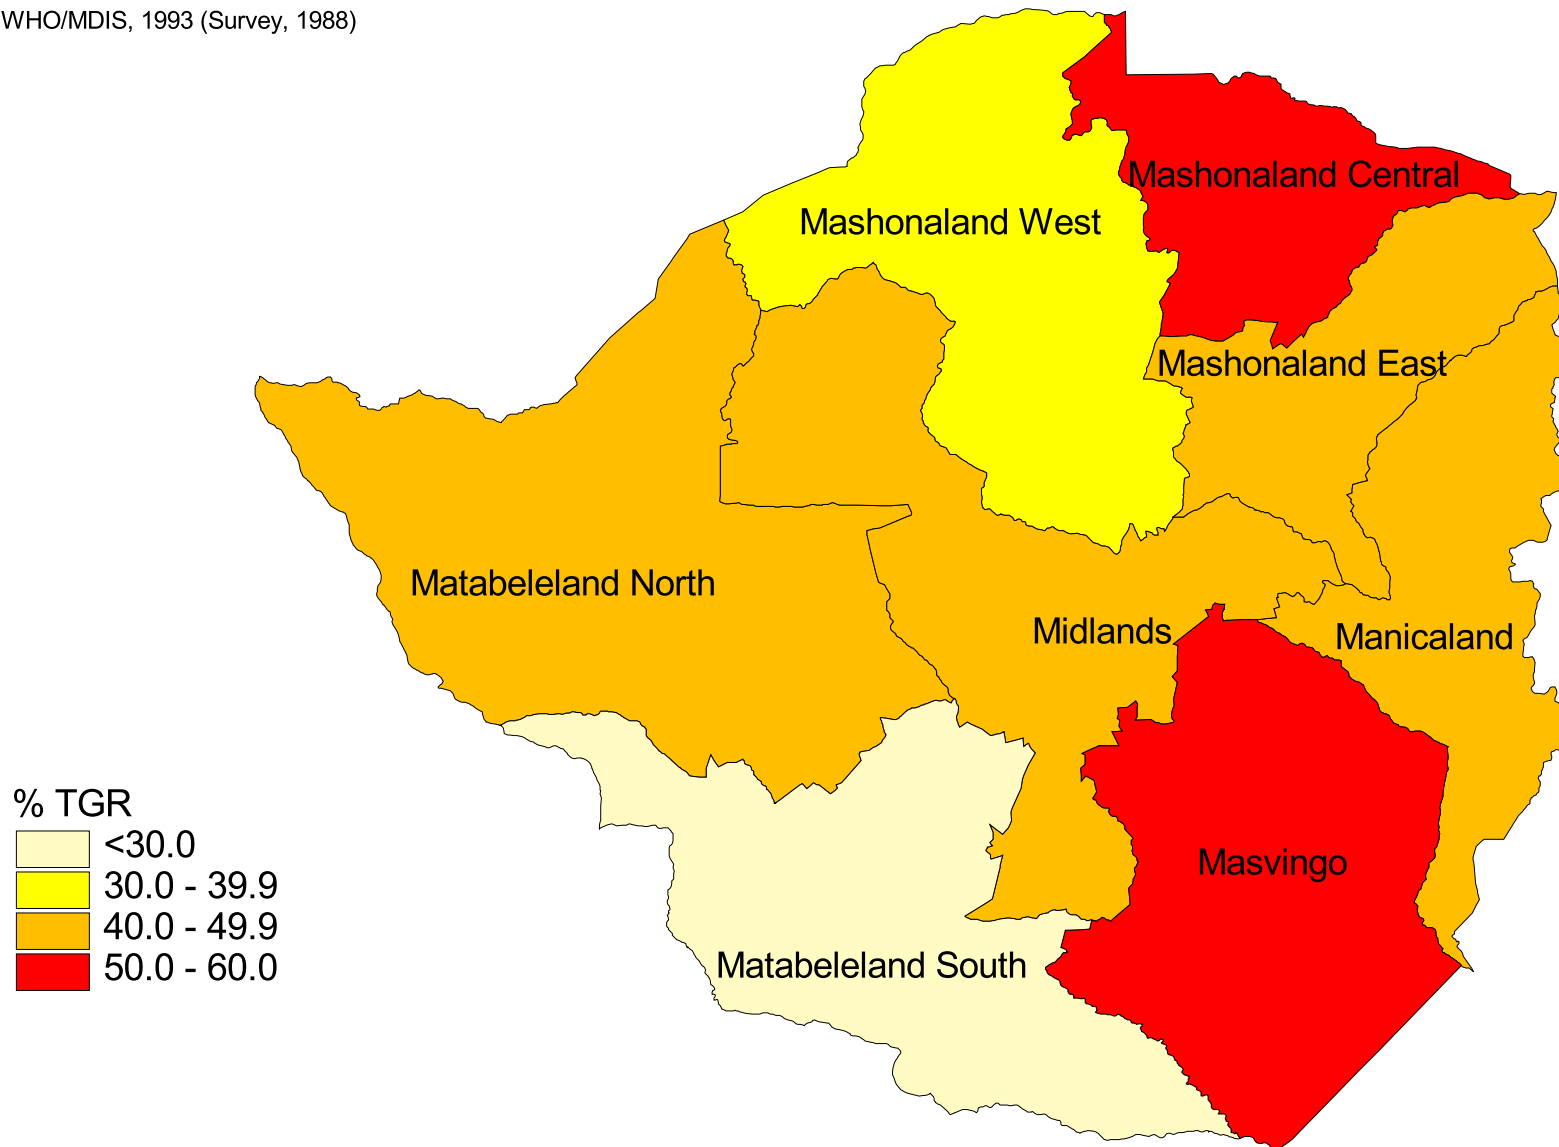 WHO/MDIS, 1993 (Survey, 1988)
Mashonaland Central
Mashonaland West
Mashonaland East
Matabeleland North
Midlands
Manicaland
Masvingo
Matabeleland South
% TGR
<30.0
30.0 - 39.9
40.0 - 49.9
50.0 - 60.0